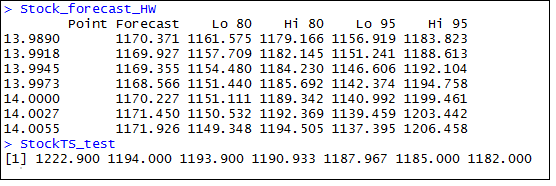 > Stock_forecast_HW
Point Forecast Lo 80 Hi 80 Lo 95 Hi 95
13.9890 1170.371 1161.575 1179.166 1156.919 1183.823
13.9918 1169.927 1157.709 1182.145 1151.241 1188.613
13.9945 1169.355 1154.480 1184.230 1146.606 1192.104
13.9973 1168.566 1151.440 1185.692 1142.374 1194.758
14.0000 1170.227 1151.111 1189.342 1140.992 1199.461
14.0027 1171.450 1150.532 1192.369 1139.459 1203.442
14.0055 1171.926 1149.348 1194.505 1137.395 1206.458
> StockTS_test
[1] 1222.900 1194.000 1193.900 1190.933 1187.967 1185.000 1182.000